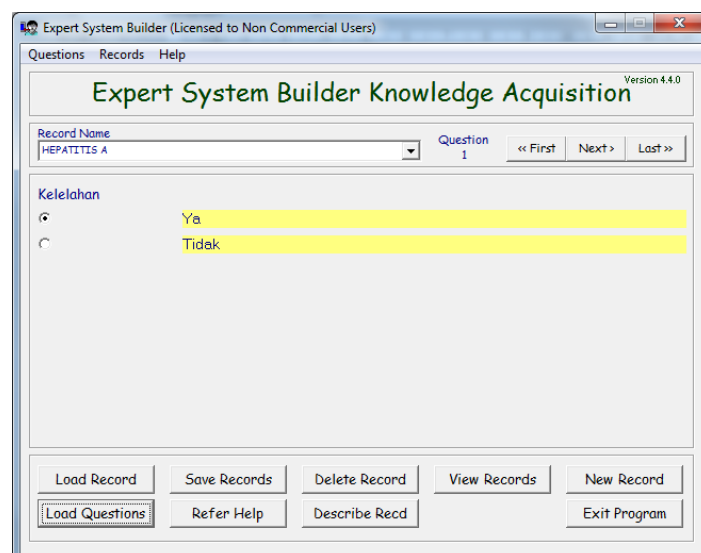 Expert System Builder (Licensed to Non Commercial Users)
Questions Records Help
Version 4.4.0
Expert System Builder Knowledge Acquisition
Record Name
HEPATITIS A
Question
1
<< First Next > Last >>
Kelelahan
Ya
Tidak
Load Record Save Records Delete Record View Records New Record
Load Questions Refer Help Describe Recd Exit Program